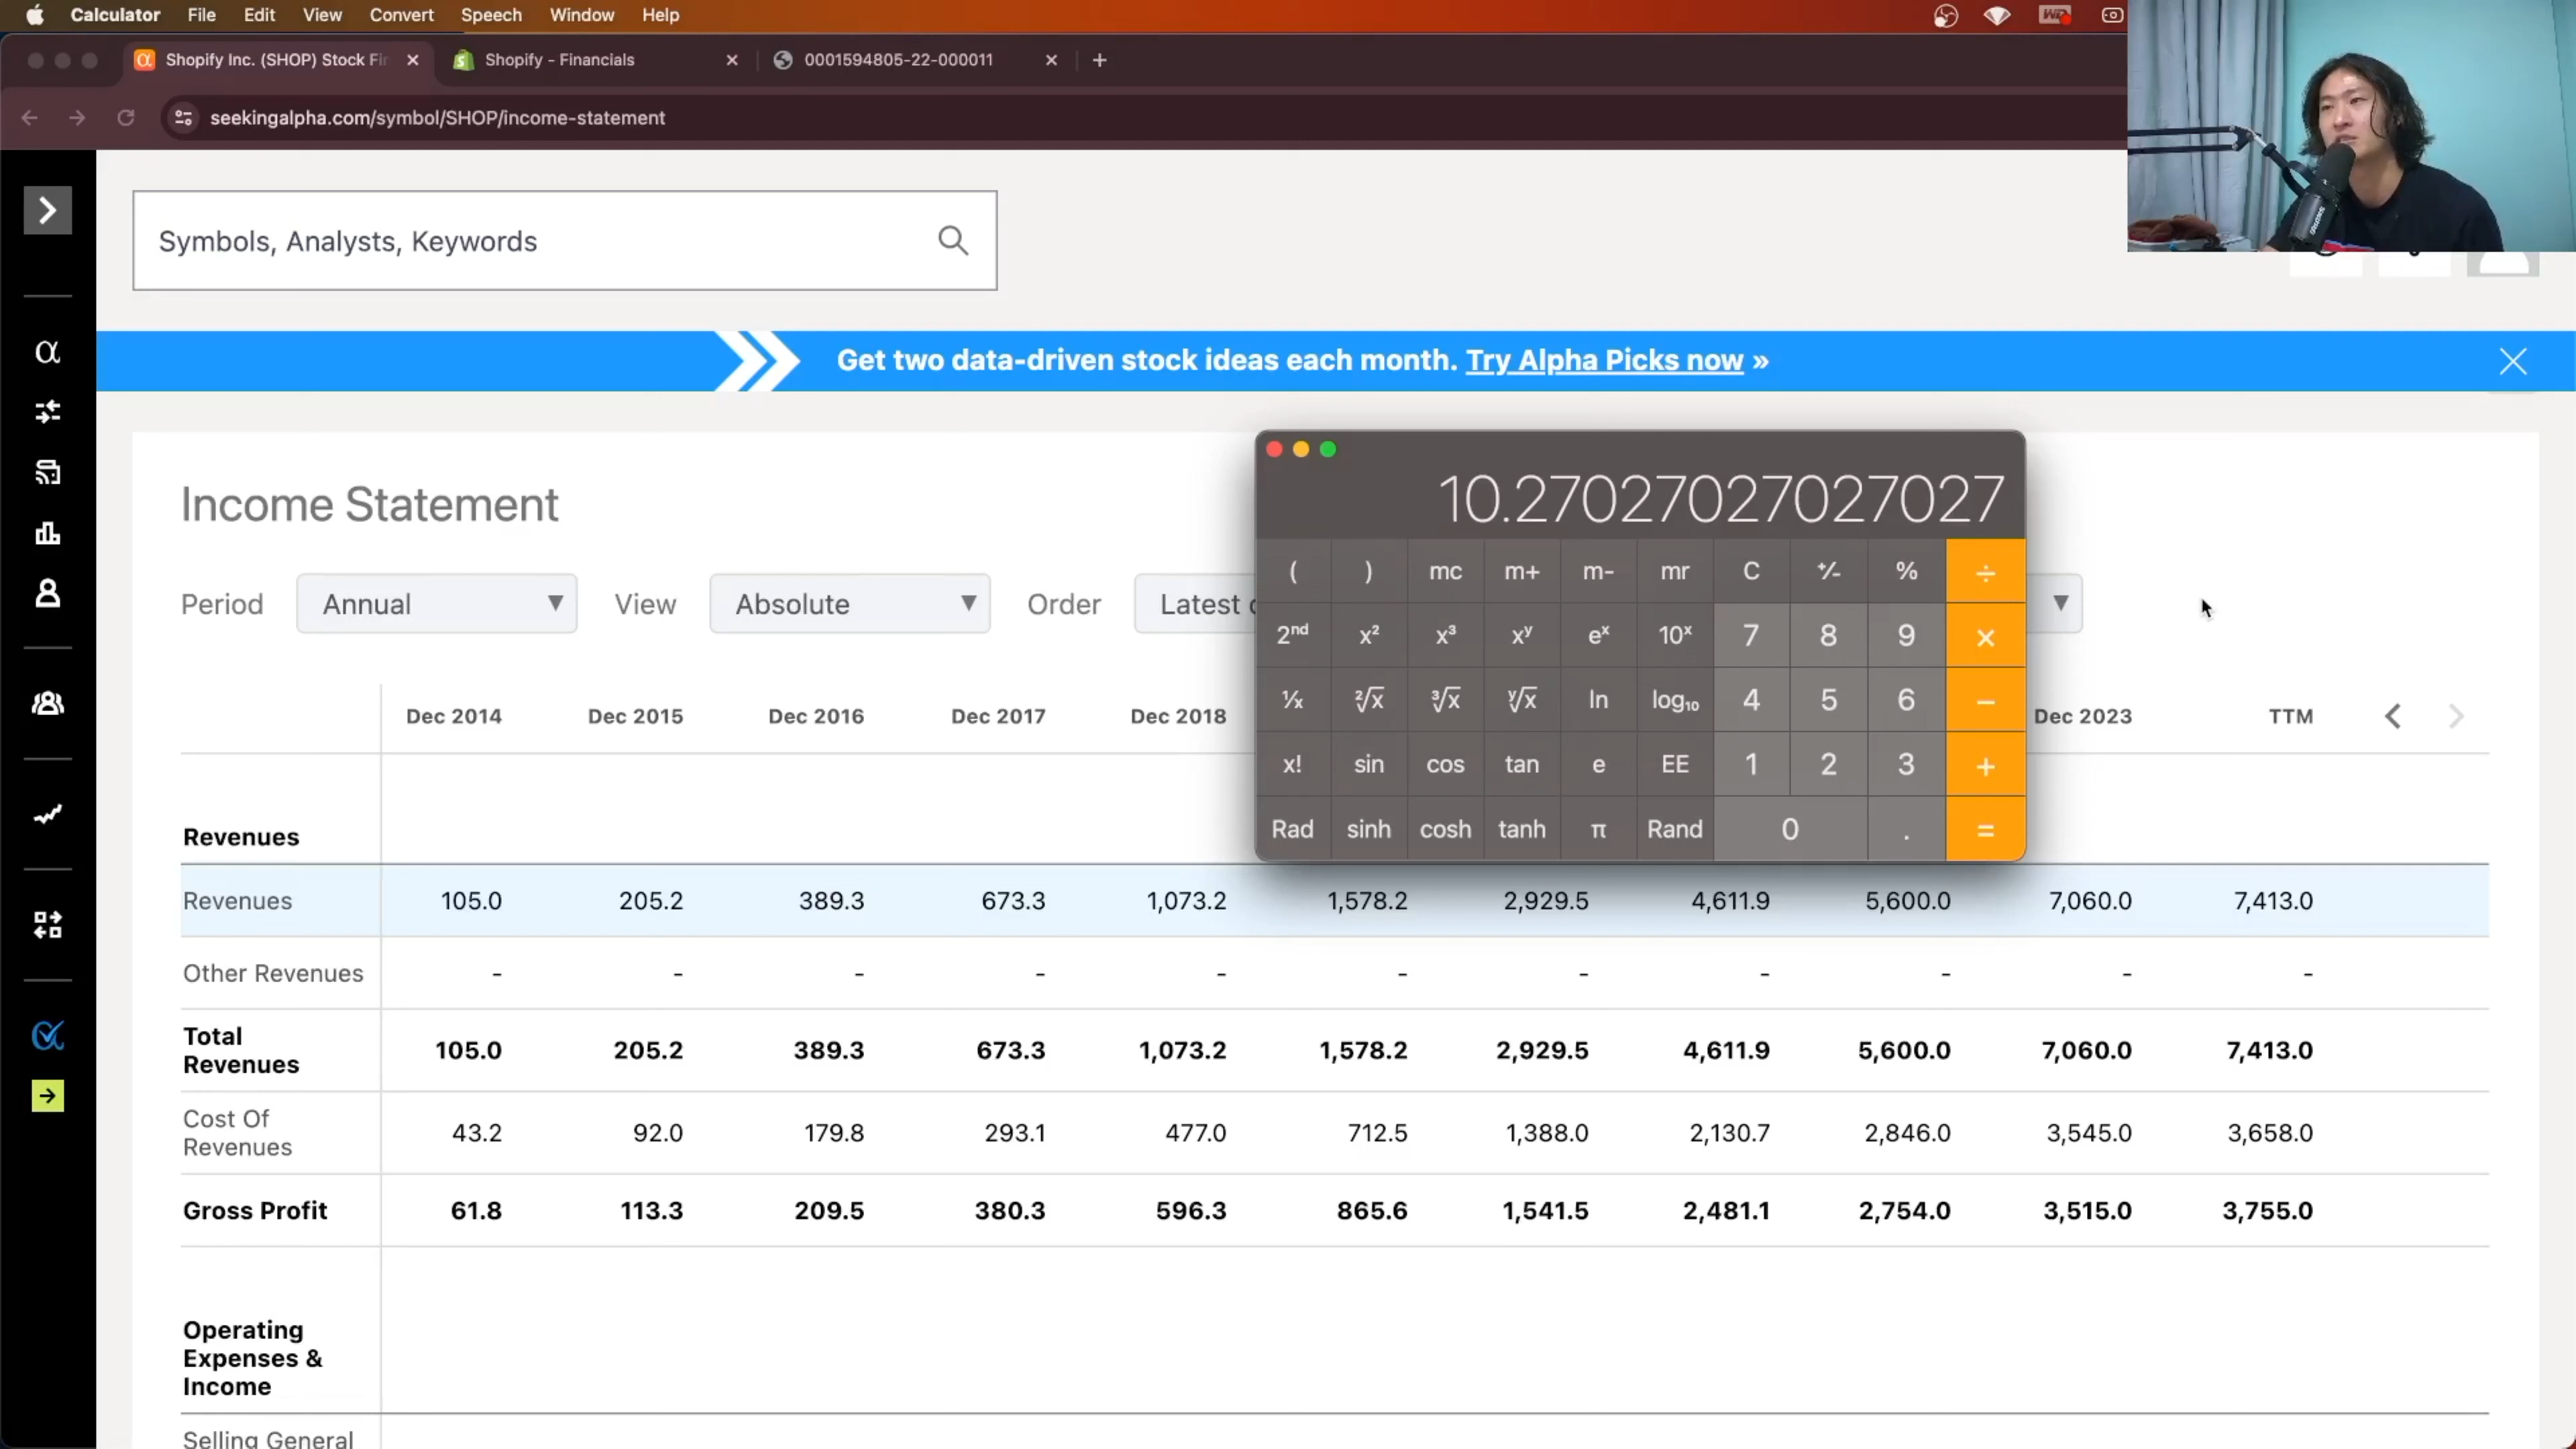 Calculator File Edit View Convert Speech Window Help
Shopify Inc. (SHOP) Stock Fin
Shopify - Financials
0001594805-22-000011
seekingalpha.com/symbol/SHOP/income-statement
Symbols, Analysts, Keywords
Get two data-driven stock ideas each month. Try Alpha Picks now »
Income Statement
10.27027027027027
( ) mc m+ m- mr C +/- % ÷
2nd x² x³ xʸ eˣ 10ˣ 7 8 9 ×
¹⁄x ²√x ³√x ʸ√x ln log₁₀ 4 5 6 −
x! sin cos tan e EE 1 2 3 +
Rad sinh cosh tanh π Rand 0 . =
Period Annual View Absolute Order Latest
Dec 2014 Dec 2015 Dec 2016 Dec 2017 Dec 2018 Dec 2023 TTM
Revenues
Revenues 105.0 205.2 389.3 673.3 1,073.2 1,578.2 2,929.5 4,611.9 5,600.0 7,060.0 7,413.0
Other Revenues - - - - - - - - - - -
Total
Revenues 105.0 205.2 389.3 673.3 1,073.2 1,578.2 2,929.5 4,611.9 5,600.0 7,060.0 7,413.0
Cost Of
Revenues 43.2 92.0 179.8 293.1 477.0 712.5 1,388.0 2,130.7 2,846.0 3,545.0 3,658.0
Gross Profit 61.8 113.3 209.5 380.3 596.3 865.6 1,541.5 2,481.1 2,754.0 3,515.0 3,755.0
Operating
Expenses &
Income
Selling General